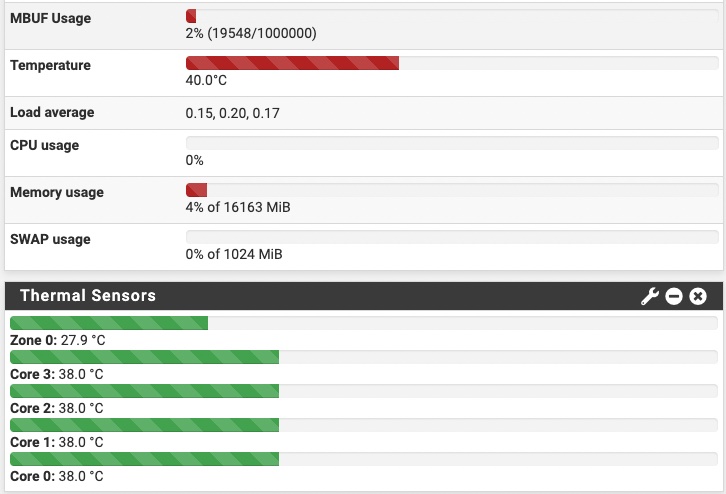 MBUF Usage
2% (19548/1000000)
Temperature
40.0°C
Load average
0.15, 0.20, 0.17
CPU usage
0%
Memory usage
4% of 16163 MiB
SWAP usage
0% of 1024 MiB
Thermal Sensors
Zone 0: 27.9 °C
Core 3: 38.0 °C
Core 2: 38.0 °C
Core 1: 38.0 °C
Core 0: 38.0 °C